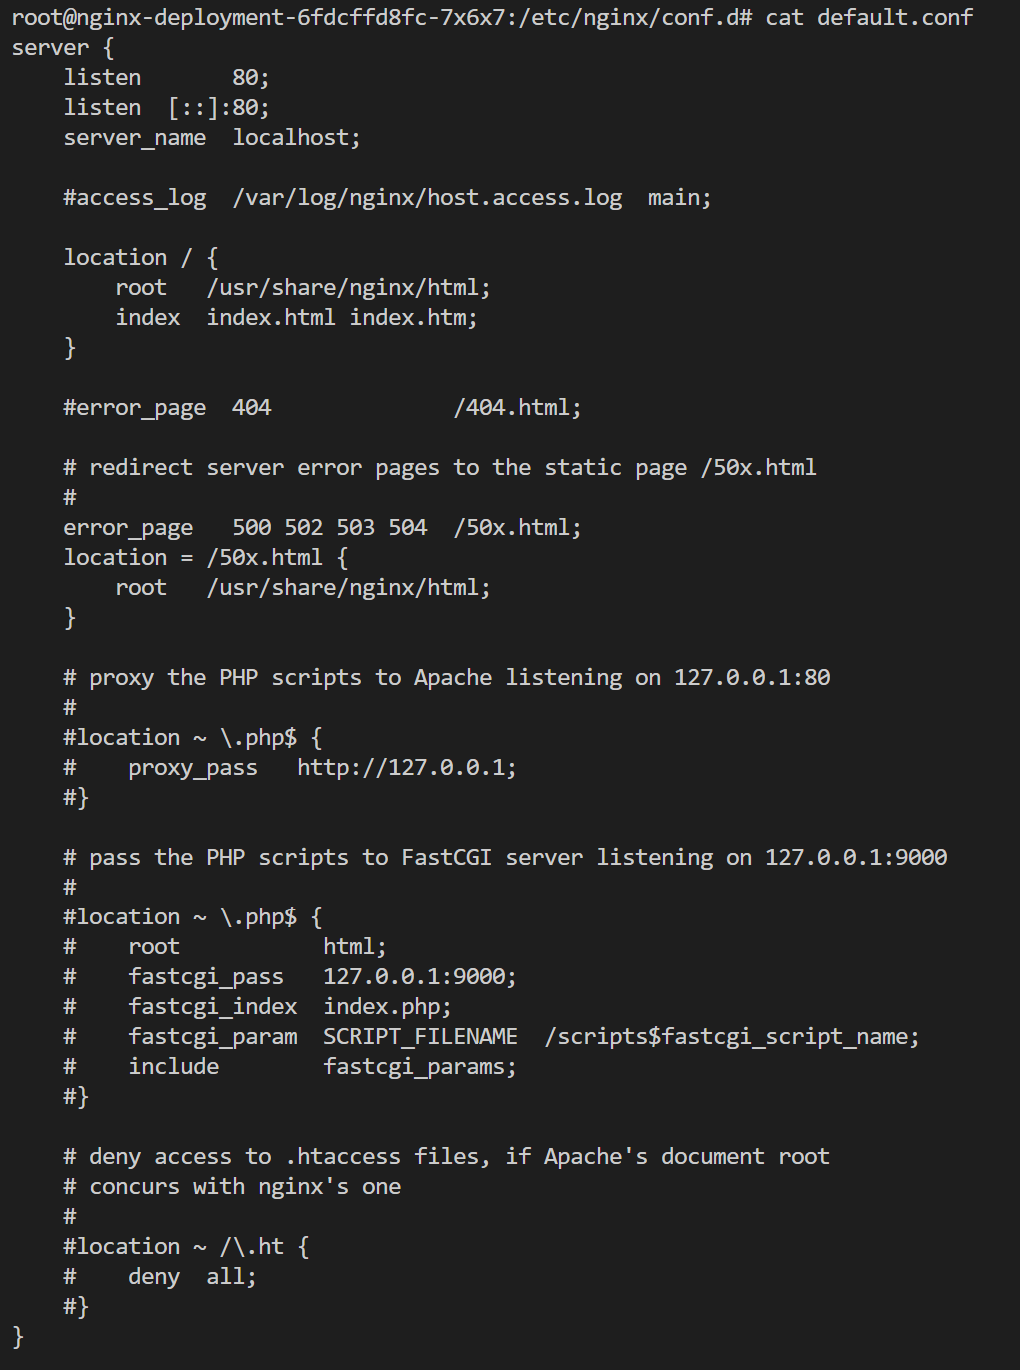 root@nginx-deployment-6fdcffd8fc-7x6x7:/etc/nginx/conf.d# cat default.conf
server {
    listen       80;
    listen  [::]:80;
    server_name  localhost;

    #access_log  /var/log/nginx/host.access.log  main;

    location / {
        root   /usr/share/nginx/html;
        index  index.html index.htm;
    }

    #error_page  404              /404.html;

    # redirect server error pages to the static page /50x.html
    #
    error_page   500 502 503 504  /50x.html;
    location = /50x.html {
        root   /usr/share/nginx/html;
    }

    # proxy the PHP scripts to Apache listening on 127.0.0.1:80
    #
    #location ~ \.php$ {
    #    proxy_pass   http://127.0.0.1;
    #}

    # pass the PHP scripts to FastCGI server listening on 127.0.0.1:9000
    #
    #location ~ \.php$ {
    #    root           html;
    #    fastcgi_pass   127.0.0.1:9000;
    #    fastcgi_index  index.php;
    #    fastcgi_param  SCRIPT_FILENAME  /scripts$fastcgi_script_name;
    #    include        fastcgi_params;
    #}

    # deny access to .htaccess files, if Apache's document root
    # concurs with nginx's one
    #
    #location ~ /\.ht {
    #    deny  all;
    #}
}